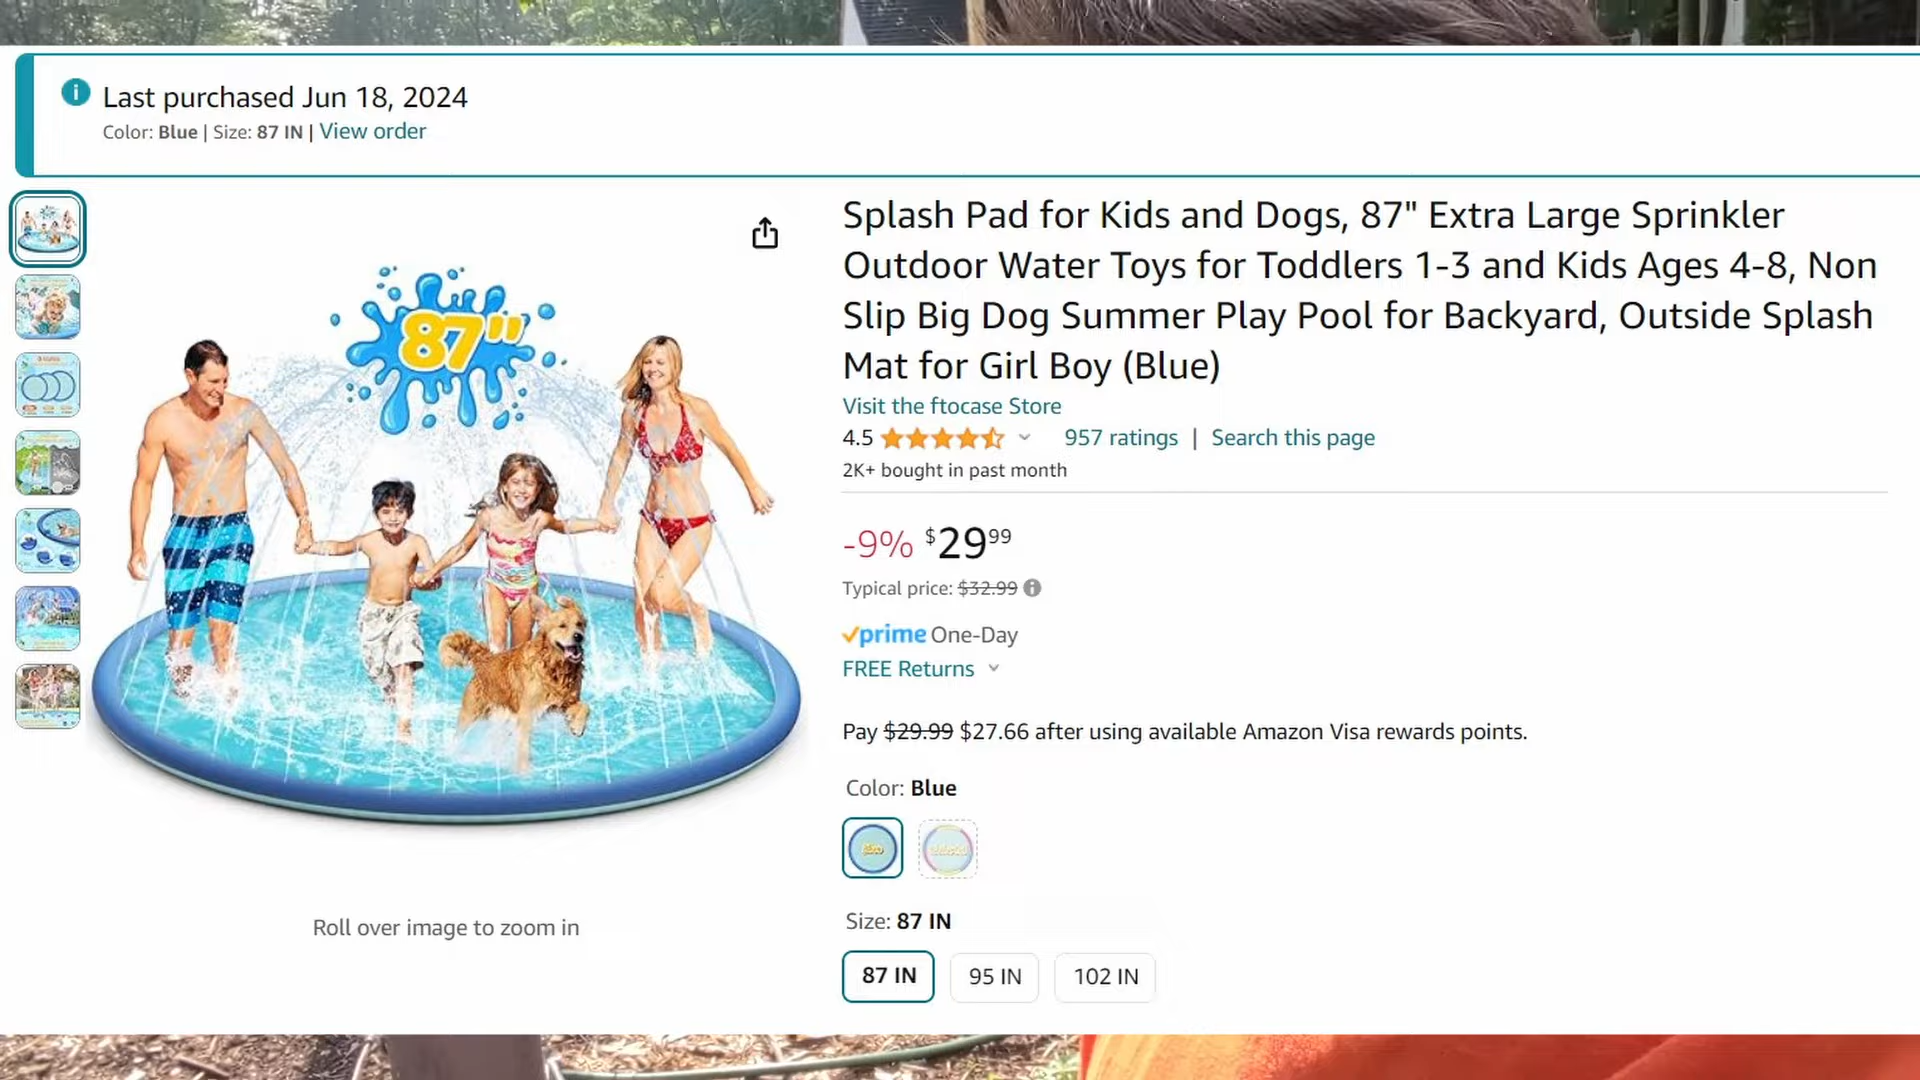 Last purchased Jun 18, 2024
Color: Blue | Size: 87 IN | View order
87"
Roll over image to zoom in
Splash Pad for Kids and Dogs, 87" Extra Large Sprinkler
Outdoor Water Toys for Toddlers 1-3 and Kids Ages 4-8, Non
Slip Big Dog Summer Play Pool for Backyard, Outside Splash
Mat for Girl Boy (Blue)
Visit the ftocase Store
4.5 957 ratings | Search this page
2K+ bought in past month
-9% $29.99
Typical price: $32.99
prime One-Day
FREE Returns
Pay $29.99 $27.66 after using available Amazon Visa rewards points.
Color: Blue
Size: 87 IN
87 IN 95 IN 102 IN